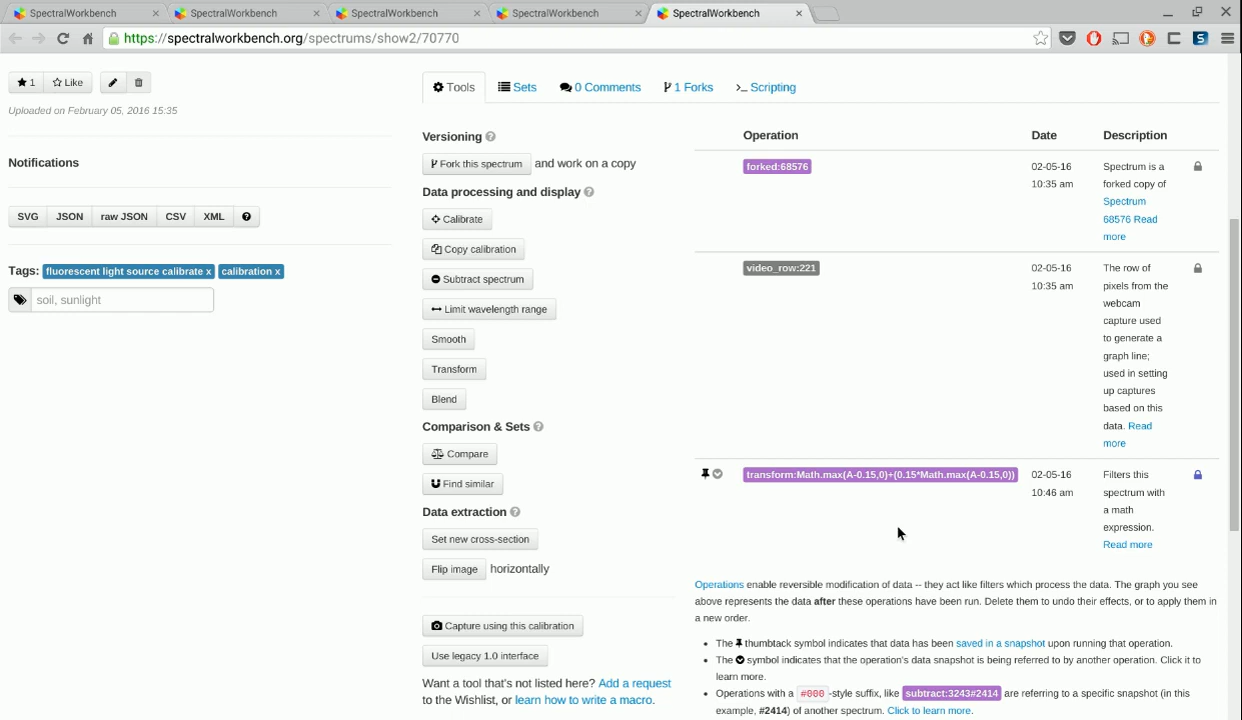 SpectralWorkbench × SpectralWorkbench × SpectralWorkbench × SpectralWorkbench × SpectralWorkbench ×
https://spectralworkbench.org/spectrums/show2/70770
1 Like
Uploaded on February 05, 2016 15:35
Notifications
SVG JSON raw JSON CSV XML
Tags: fluorescent light source calibrate x calibration x
soil, sunlight
Tools Sets 0 Comments 1 Forks >_ Scripting
Versioning
Fork this spectrum and work on a copy
Data processing and display
Calibrate
Copy calibration
Subtract spectrum
Limit wavelength range
Smooth
Transform
Blend
Comparison & Sets
Compare
Find similar
Data extraction
Set new cross-section
Flip image horizontally
Capture using this calibration
Use legacy 1.0 interface
Want a tool that's not listed here? Add a request
to the Wishlist, or learn how to write a macro.
Operation Date Description
forked:68576 02-05-16 Spectrum is a
10:35 am forked copy of
Spectrum
68576 Read
more
video_row:221 02-05-16 The row of
10:35 am pixels from the
webcam
capture used
to generate a
graph line;
used in setting
up captures
based on this
data. Read
more
transform:Math.max(A-0.15,0)+(0.15*Math.max(A-0.15,0)) 02-05-16 Filters this
10:46 am spectrum with
a math
expression.
Read more
Operations enable reversible modification of data -- they act like filters which process the data. The graph you see
above represents the data after these operations have been run. Delete them to undo their effects, or to apply them in
a new order.
• The thumbtack symbol indicates that data has been saved in a snapshot upon running that operation.
• The symbol indicates that the operation's data snapshot is being referred to by another operation. Click it to
learn more.
• Operations with a #000 -style suffix, like subtract:3243#2414 are referring to a specific snapshot (in this
example, #2414) of another spectrum. Click to learn more.